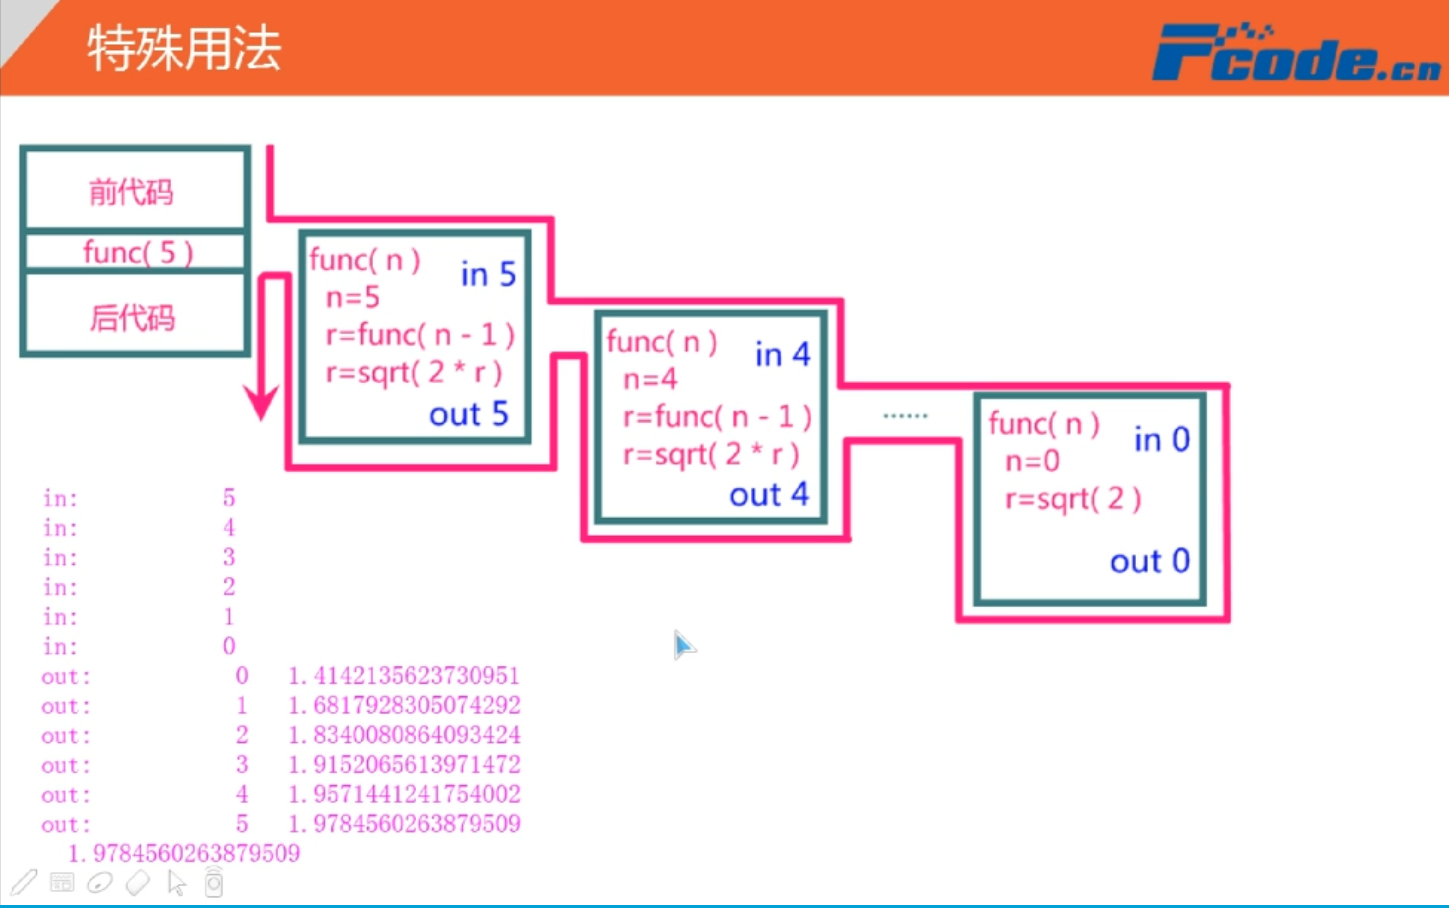 特殊用法
Fcode.cn
前代码
func( 5 )
后代码
func( n )
in 5
n=5
r=func( n - 1 )
r=sqrt( 2 * r )
out 5
func( n )
in 4
n=4
r=func( n - 1 )
r=sqrt( 2 * r )
out 4
......
func( n )
in 0
n=0
r=sqrt( 2 )
out 0
in: 5
in: 4
in: 3
in: 2
in: 1
in: 0
out: 0 1.4142135623730951
out: 1 1.6817928305074292
out: 2 1.8340080864093424
out: 3 1.9152065613971472
out: 4 1.9571441241754002
out: 5 1.9784560263879509
1.9784560263879509